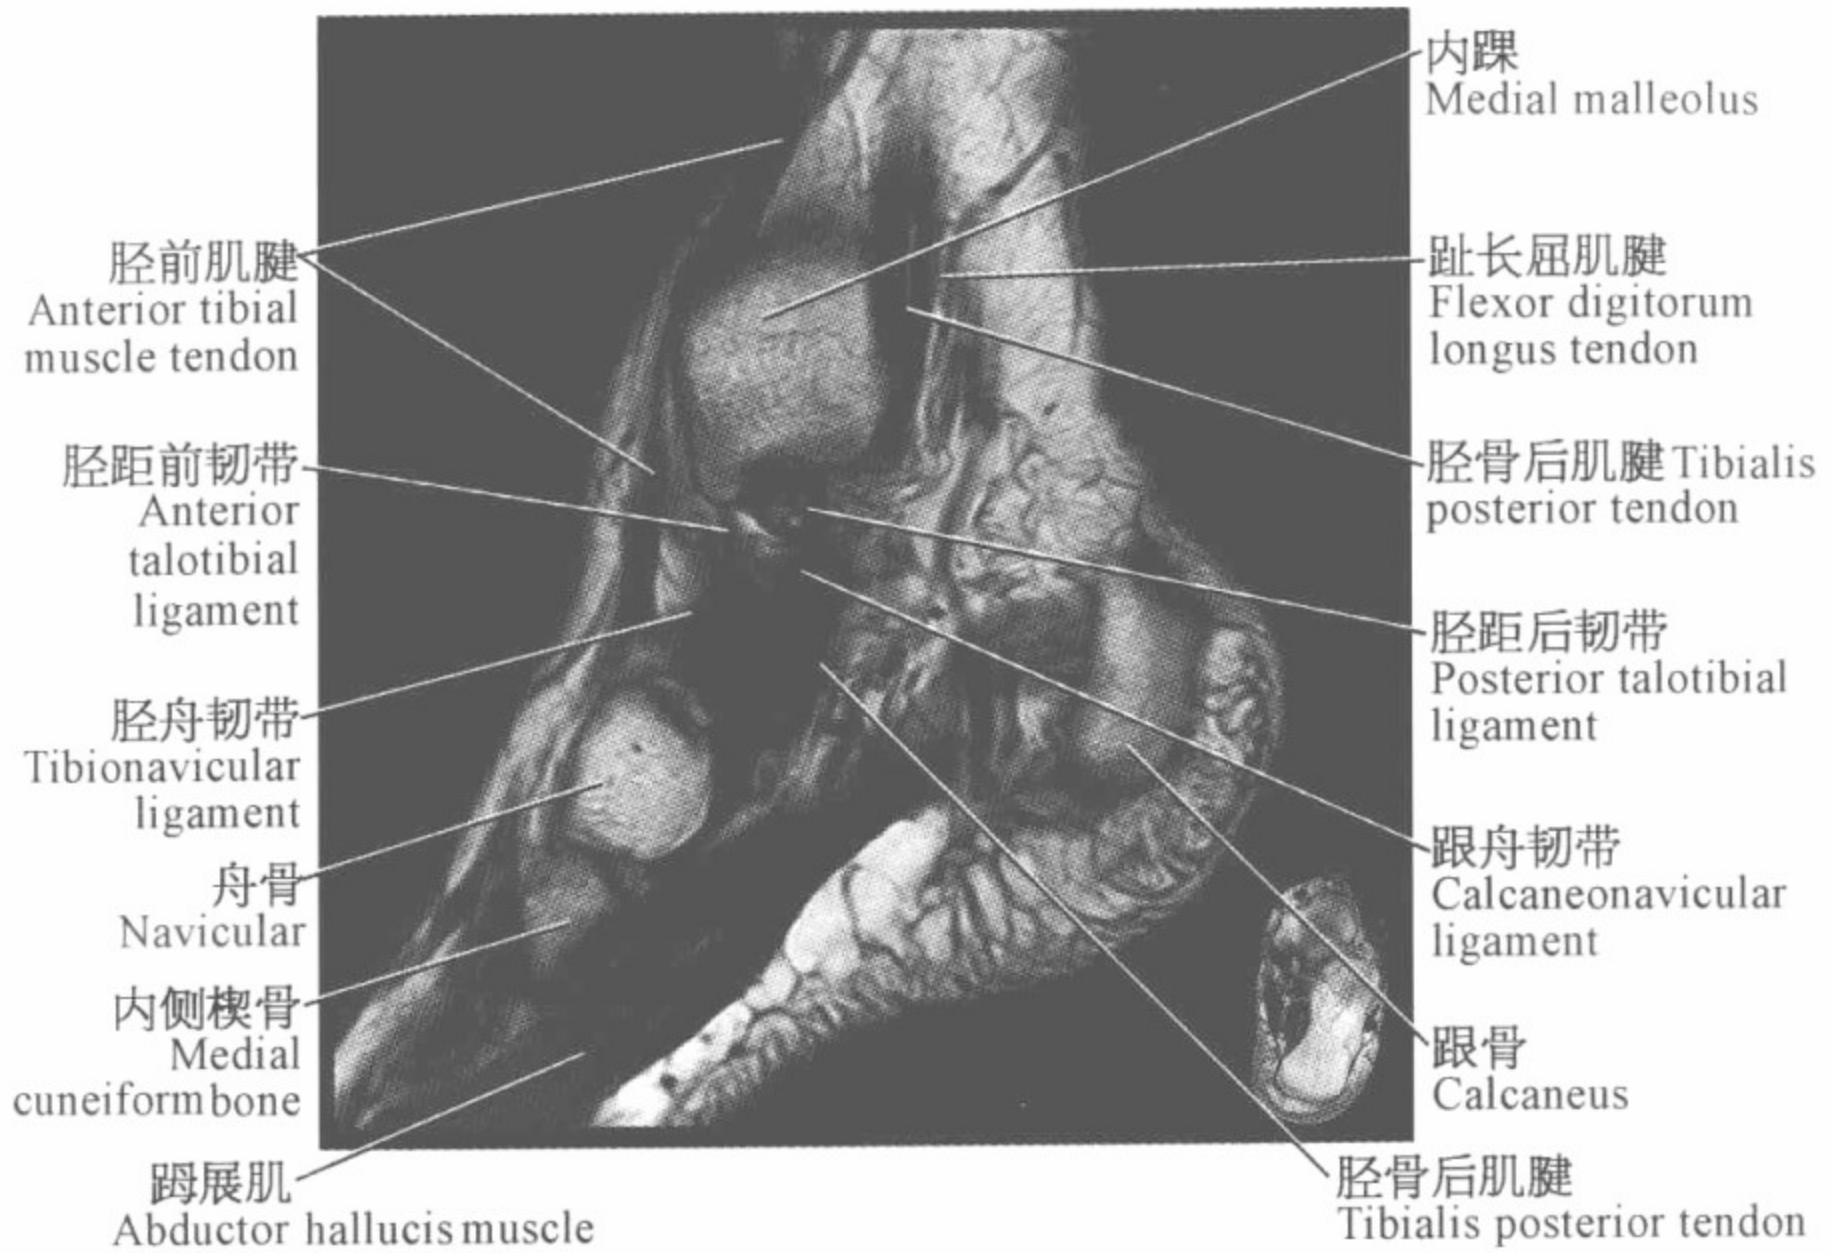 胫前肌腱
Anterior tibial
muscle tendon
胫距前韧带
Anterior
talotibial
ligament
胫舟韧带
Tibionavicular
ligament
舟骨
Navicular
内侧楔骨
Medial
cuneiform bone
踇展肌
Abductor hallucis muscle
内踝
Medial malleolus
趾长屈肌腱
Flexor digitorum
longus tendon
胫骨后肌腱 Tibialis
posterior tendon
胫距后韧带
Posterior talotibial
ligament
跟舟韧带
Calcaneonavicular
ligament
跟骨
Calcaneus
胫骨后肌腱
Tibialis posterior tendon